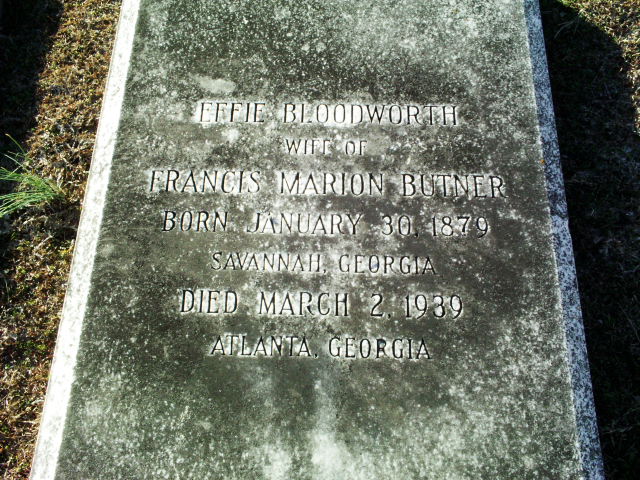 EFFIE BLOODWORTH
WIFE OF
FRANCIS MARION BUTNER
BORN JANUARY 30, 1879
SAVANNAH, GEORGIA
DIED MARCH 2, 1939
ATLANTA, GEORGIA